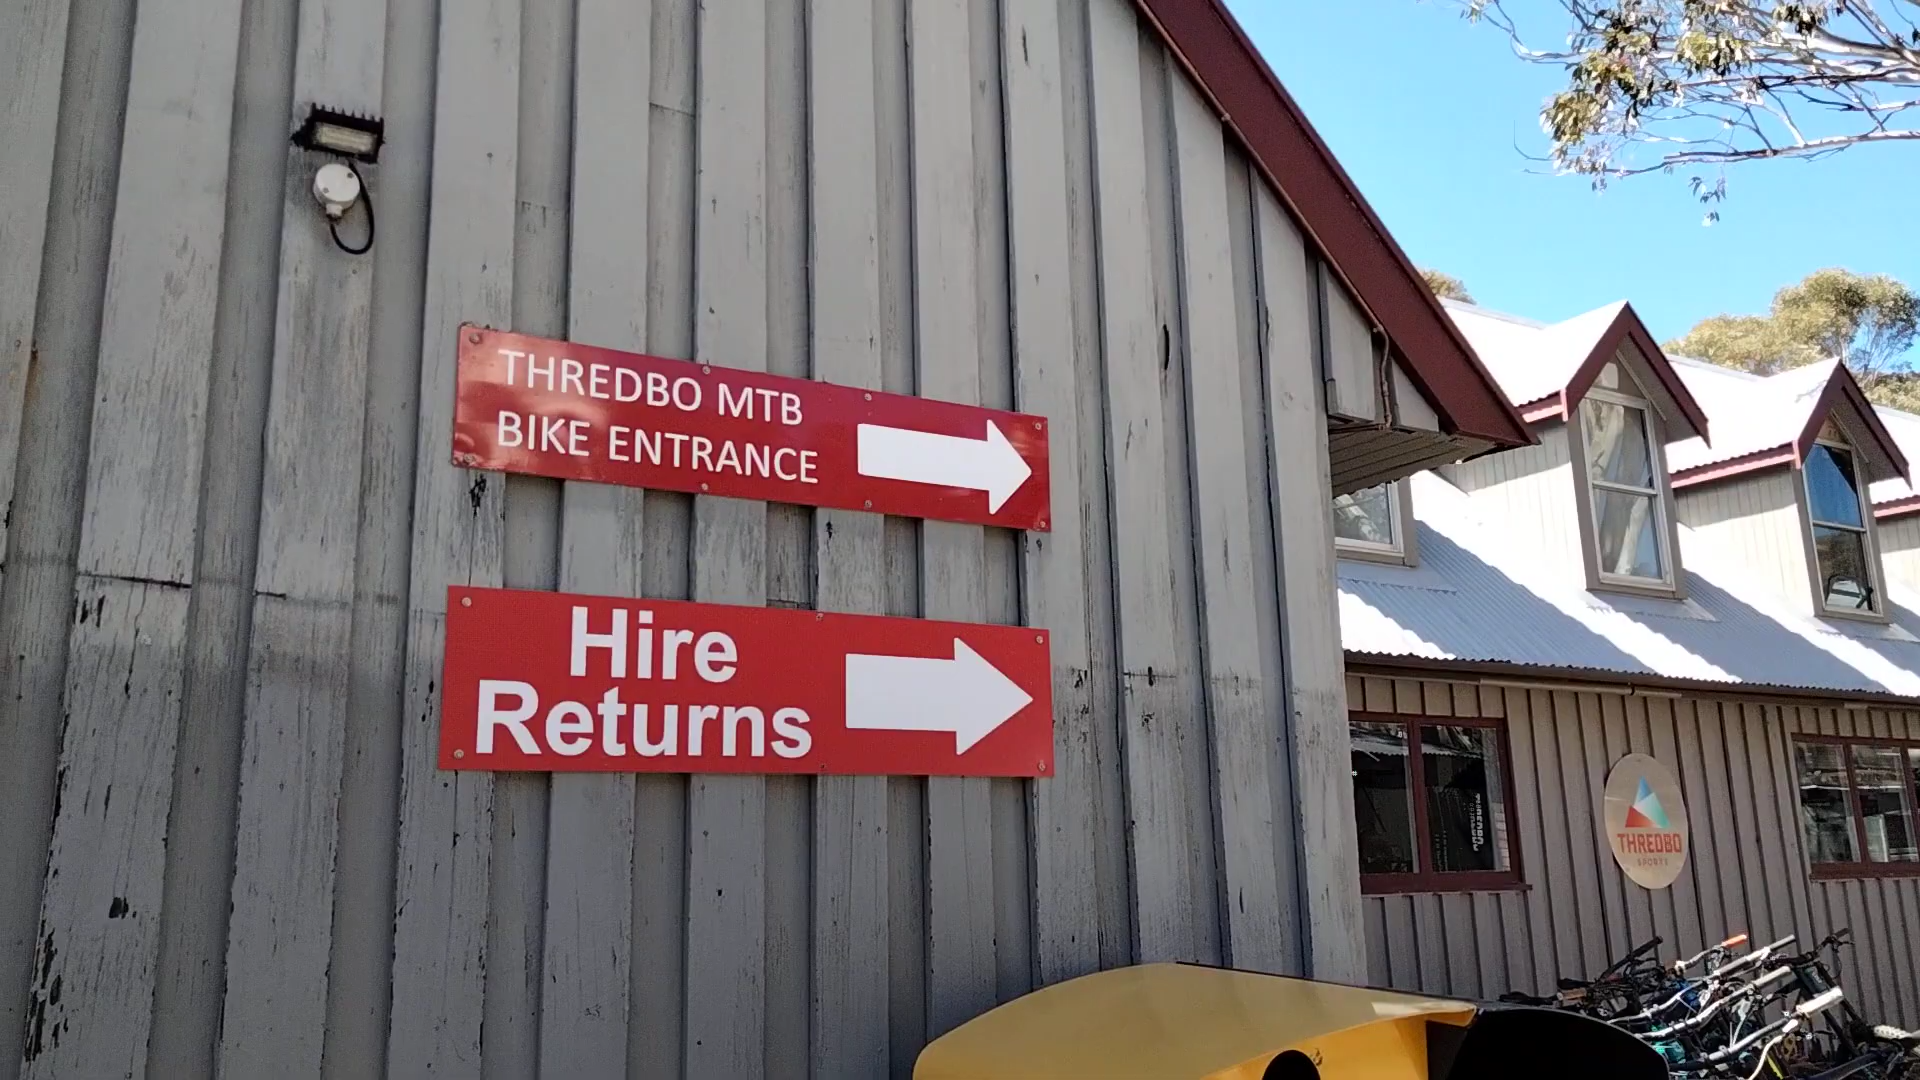 THREDBO MTB
BIKE ENTRANCE
Hire
Returns
THREDBO
SPORTS